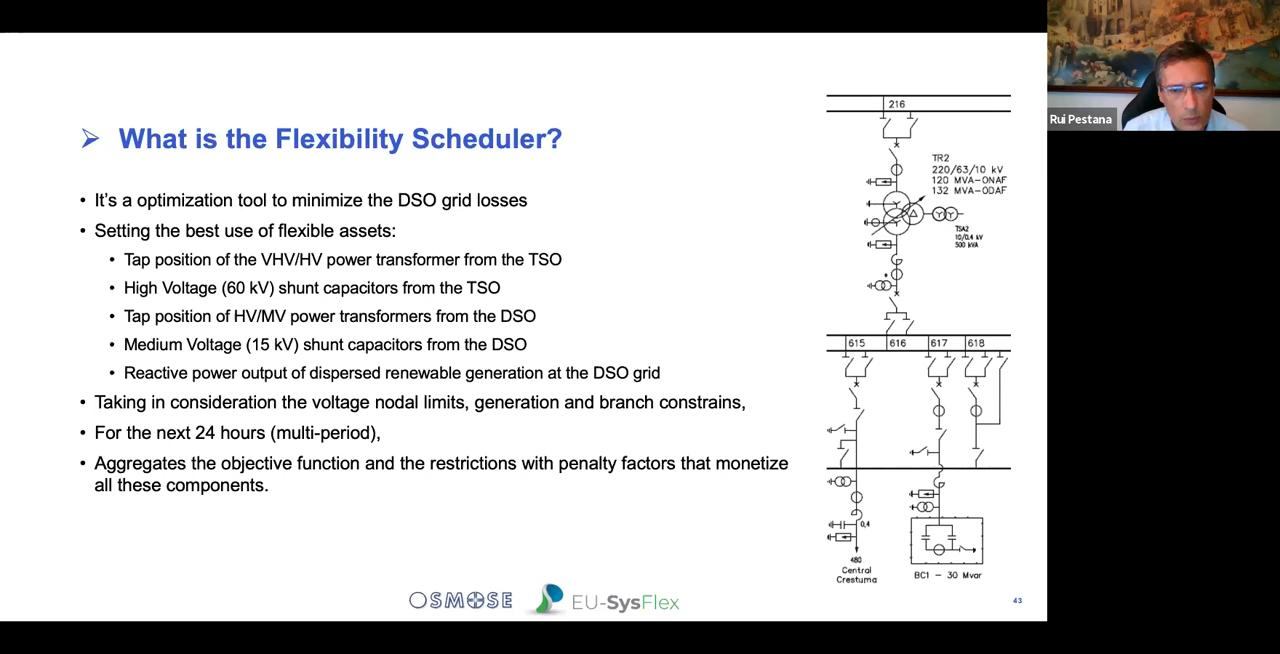 What is the Flexibility Scheduler?
• It's a optimization tool to minimize the DSO grid losses
• Setting the best use of flexible assets:
• Tap position of the VHV/HV power transformer from the TSO
• High Voltage (60 kV) shunt capacitors from the TSO
• Tap position of HV/MV power transformers from the DSO
• Medium Voltage (15 kV) shunt capacitors from the DSO
• Reactive power output of dispersed renewable generation at the DSO grid
• Taking in consideration the voltage nodal limits, generation and branch constrains,
• For the next 24 hours (multi-period),
• Aggregates the objective function and the restrictions with penalty factors that monetize
all these components.
216
TR2
220/63/10 kV
120 MVA-ONAF
132 MVA-ODAF
TSA2
10/0.4 kV
500 kVA
615
616
617
618
0,4
480
Central
Crestuma
BC1 - 30 Mvar
OSMOSE
EU-SysFlex
43
Rui Pestana